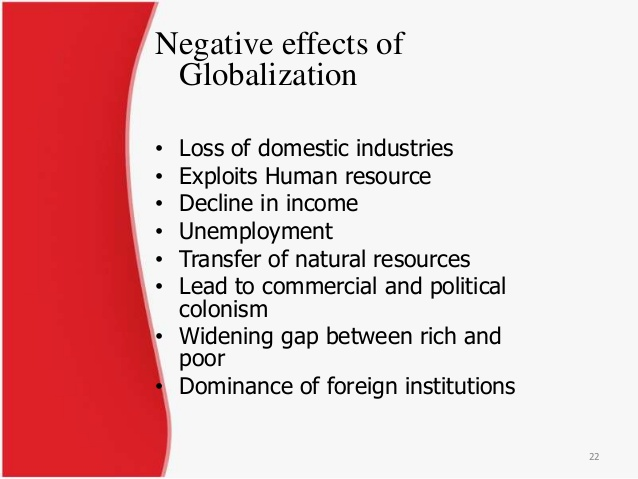 Negative effects of
Globalization
• Loss of domestic industries
• Exploits Human resource
• Decline in income
• Unemployment
• Transfer of natural resources
• Lead to commercial and political
colonism
• Widening gap between rich and
poor
• Dominance of foreign institutions
22